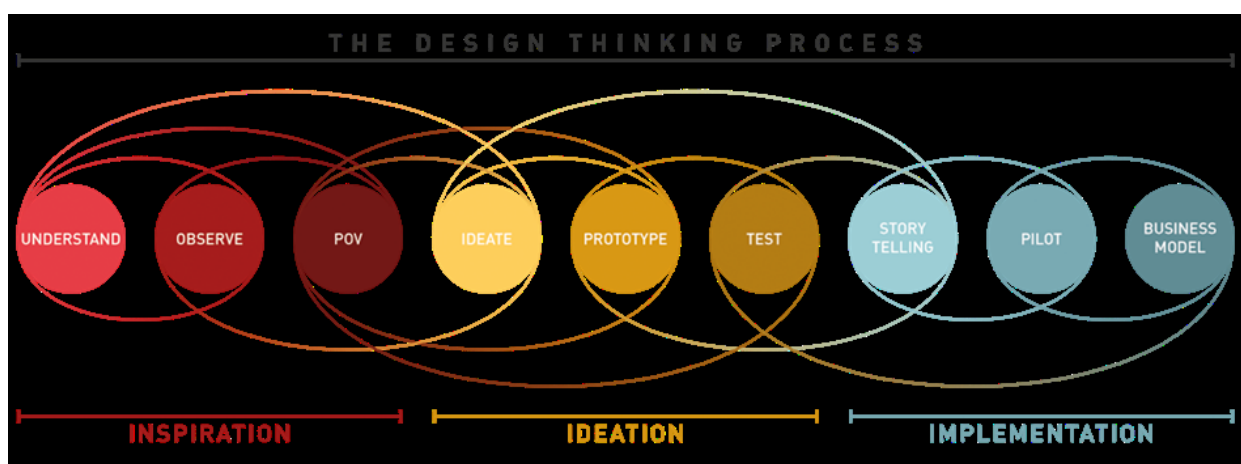 THE DESIGN THINKING PROCESS
UNDERSTAND
OBSERVE
POV
IDEATE
PROTOTYPE
TEST
STORY
TELLING
PILOT
BUSINESS
MODEL
INSPIRATION
IDEATION
IMPLEMENTATION